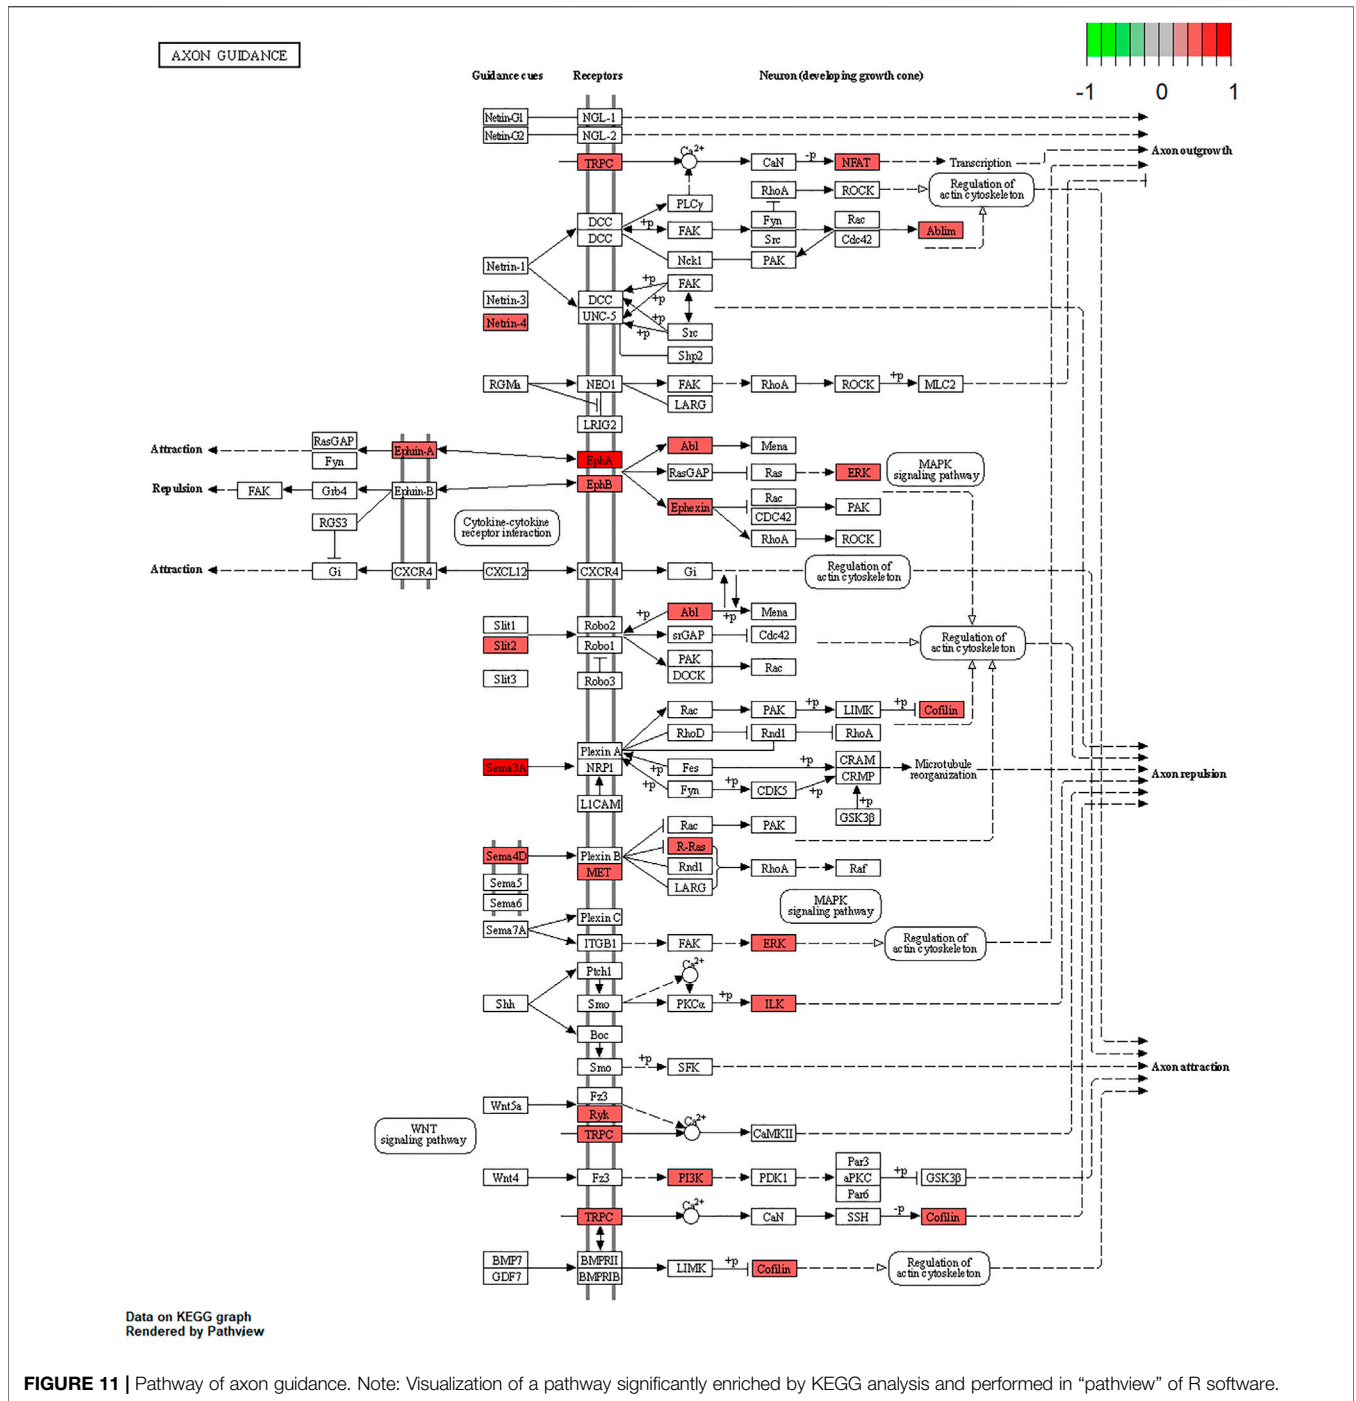 AXON GUIDANCE
-1 0 1
Guidance cues Receptors Neuron (developing growth cone)
Netrin-G1 NGL-1
Netrin-G2 NGL-2
Axon outgrowth
TRPC Ca2+ CaN -p NFAT Transcription
RhoA ROCK Regulation of
actin cytoskeleton
PLCγ
DCC +p FAK Fyn Rac Ablim
DCC Src Cdc42
Nck1 PAK
Netrin-1
FAK
+p
Netrin-3 DCC +p
Netrin-4 UNC-5 +p Src
Shp2
RGMa NEO1 FAK RhoA ROCK +p MLC2
LARG
LRIG2
Attraction RasGAP Ephrin-A EphA Abl Mena
Fyn
RasGAP Ras ERK MAPK
signaling pathway
Repulsion FAK Grb4 Ephrin-B EphB
Ephexin Rac PAK
CDC42
RGS3 Cytokine-cytokine
receptor interaction
RhoA ROCK
Attraction Gi CXCR4 CXCL12 CXCR4 Gi Regulation of
actin cytoskeleton
+p Abl +p Mena
Slit1 Robo2 srGAP Cdc42 Regulation of
actin cytoskeleton
Slit2 Robo1
PAK Rac
DOCK
Slit3 Robo3
Rac PAK +p LIMK +p Cofilin
RhoD Rnd1 RhoA
Plexin A
Sema3A NRP1 +p Fes +p CRAM Microtubule
reorganization
CRMP
Axon repulsion
+p Fyn CDK5 +p
+p
L1CAM GSK3β
Rac PAK
Sema4D Plexin B R-Ras
MET Rnd1 RhoA Raf
Sema5 LARG
Sema6 MAPK
signaling pathway
Plexin C
Sema7A
ITGB1 FAK ERK Regulation of
actin cytoskeleton
Ptch1 Ca2+
Shh Smo PKCα +p ILK
Boc
Smo +p SFK Axon attraction
Fz3
Wnt5a Ryk
WNT
signaling pathway
TRPC Ca2+ CaMKII
Wnt4 Fz3 PI3K PDK1 Par3
aPKC +p GSK3β
Par6
TRPC Ca2+ CaN SSH -p Cofilin
BMP7 BMPRII LIMK +p Cofilin Regulation of
actin cytoskeleton
GDF7 BMPRIB
Data on KEGG graph
Rendered by Pathview
FIGURE 11 | Pathway of axon guidance. Note: Visualization of a pathway significantly enriched by KEGG analysis and performed in “pathview” of R software.